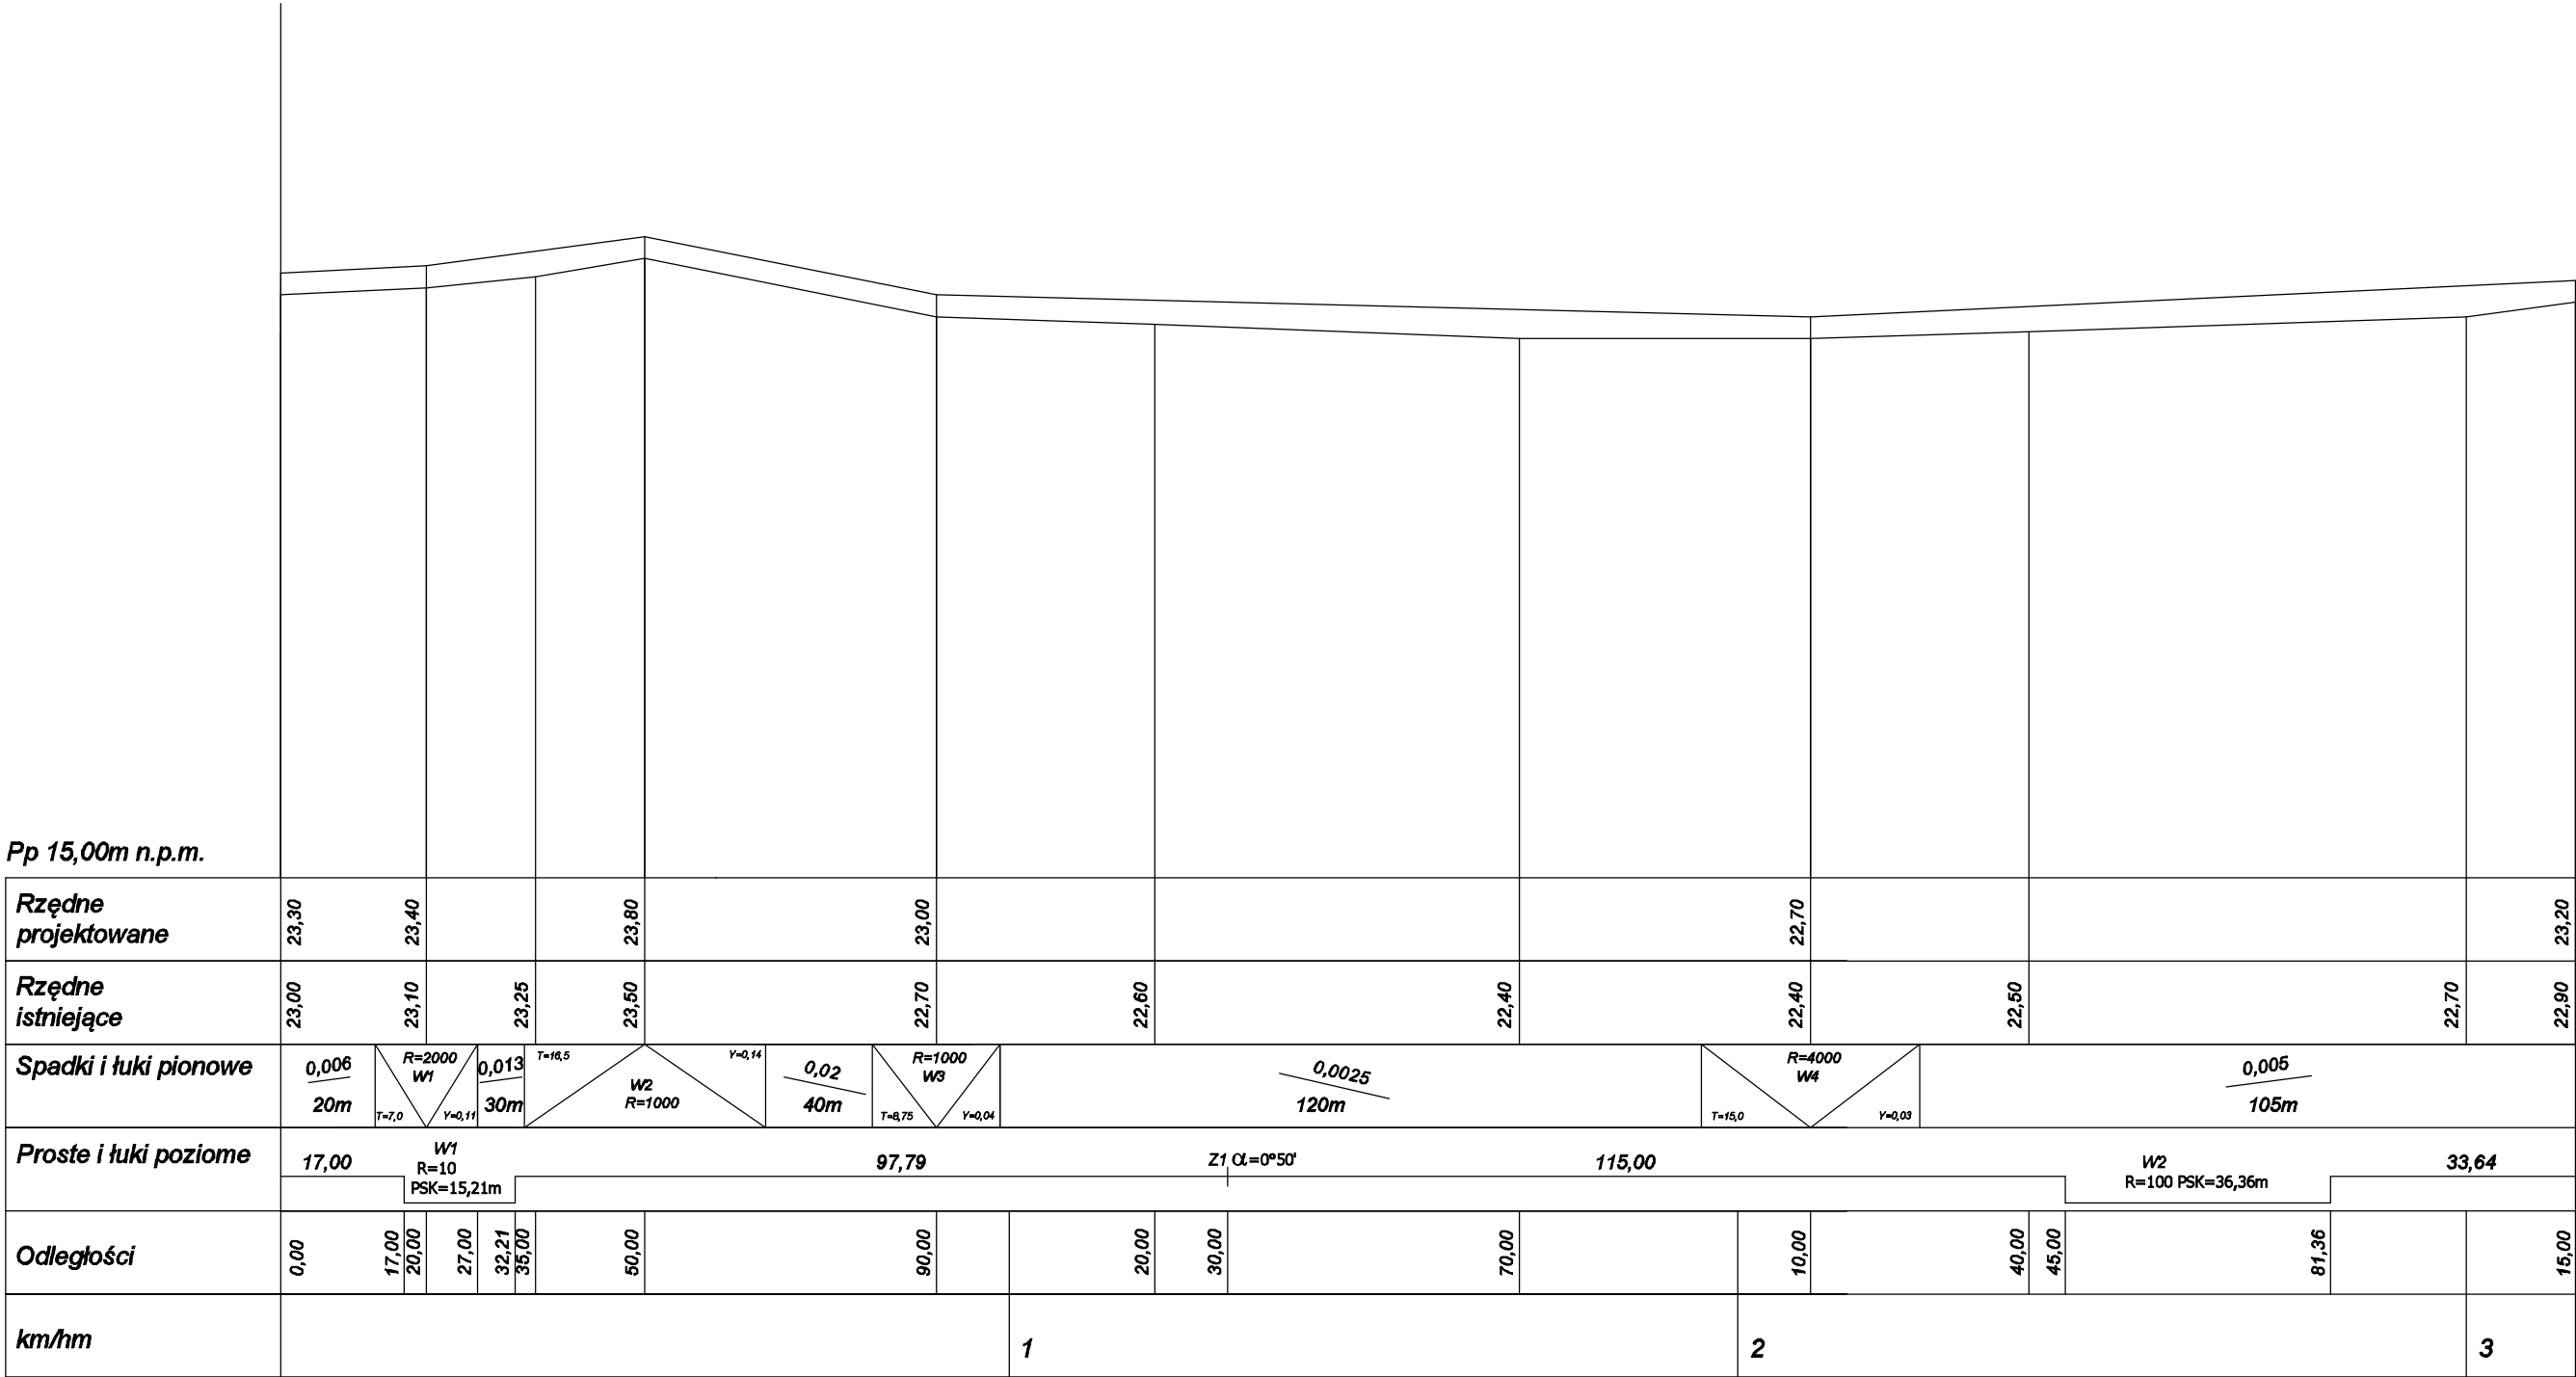 Pp 15,00m n.p.m.
Rzędne
projektowane
23,30
23,40
23,80
23,00
22,70
23,20
Rzędne
istniejące
23,00
23,10
23,25
23,50
22,70
22,60
22,40
22,40
22,50
22,70
22,90
Spadki i łuki pionowe
0,006
20m
R=2000
W1
T=7,0
Y=0,11
0,013
30m
T=16,5
Y=0,14
W2
R=1000
0,02
40m
R=1000
W3
T=8,75
Y=0,04
0,0025
120m
R=4000
W4
T=15,0
Y=0,03
0,005
105m
Proste i łuki poziome
17,00
W1
R=10
PSK=15,21m
97,79
Z1 α=0°50'
115,00
W2
R=100 PSK=36,36m
33,64
Odległości
0,00
17,00
20,00
27,00
32,21
35,00
50,00
90,00
20,00
30,00
70,00
10,00
40,00
45,00
81,36
15,00
km/hm
1
2
3